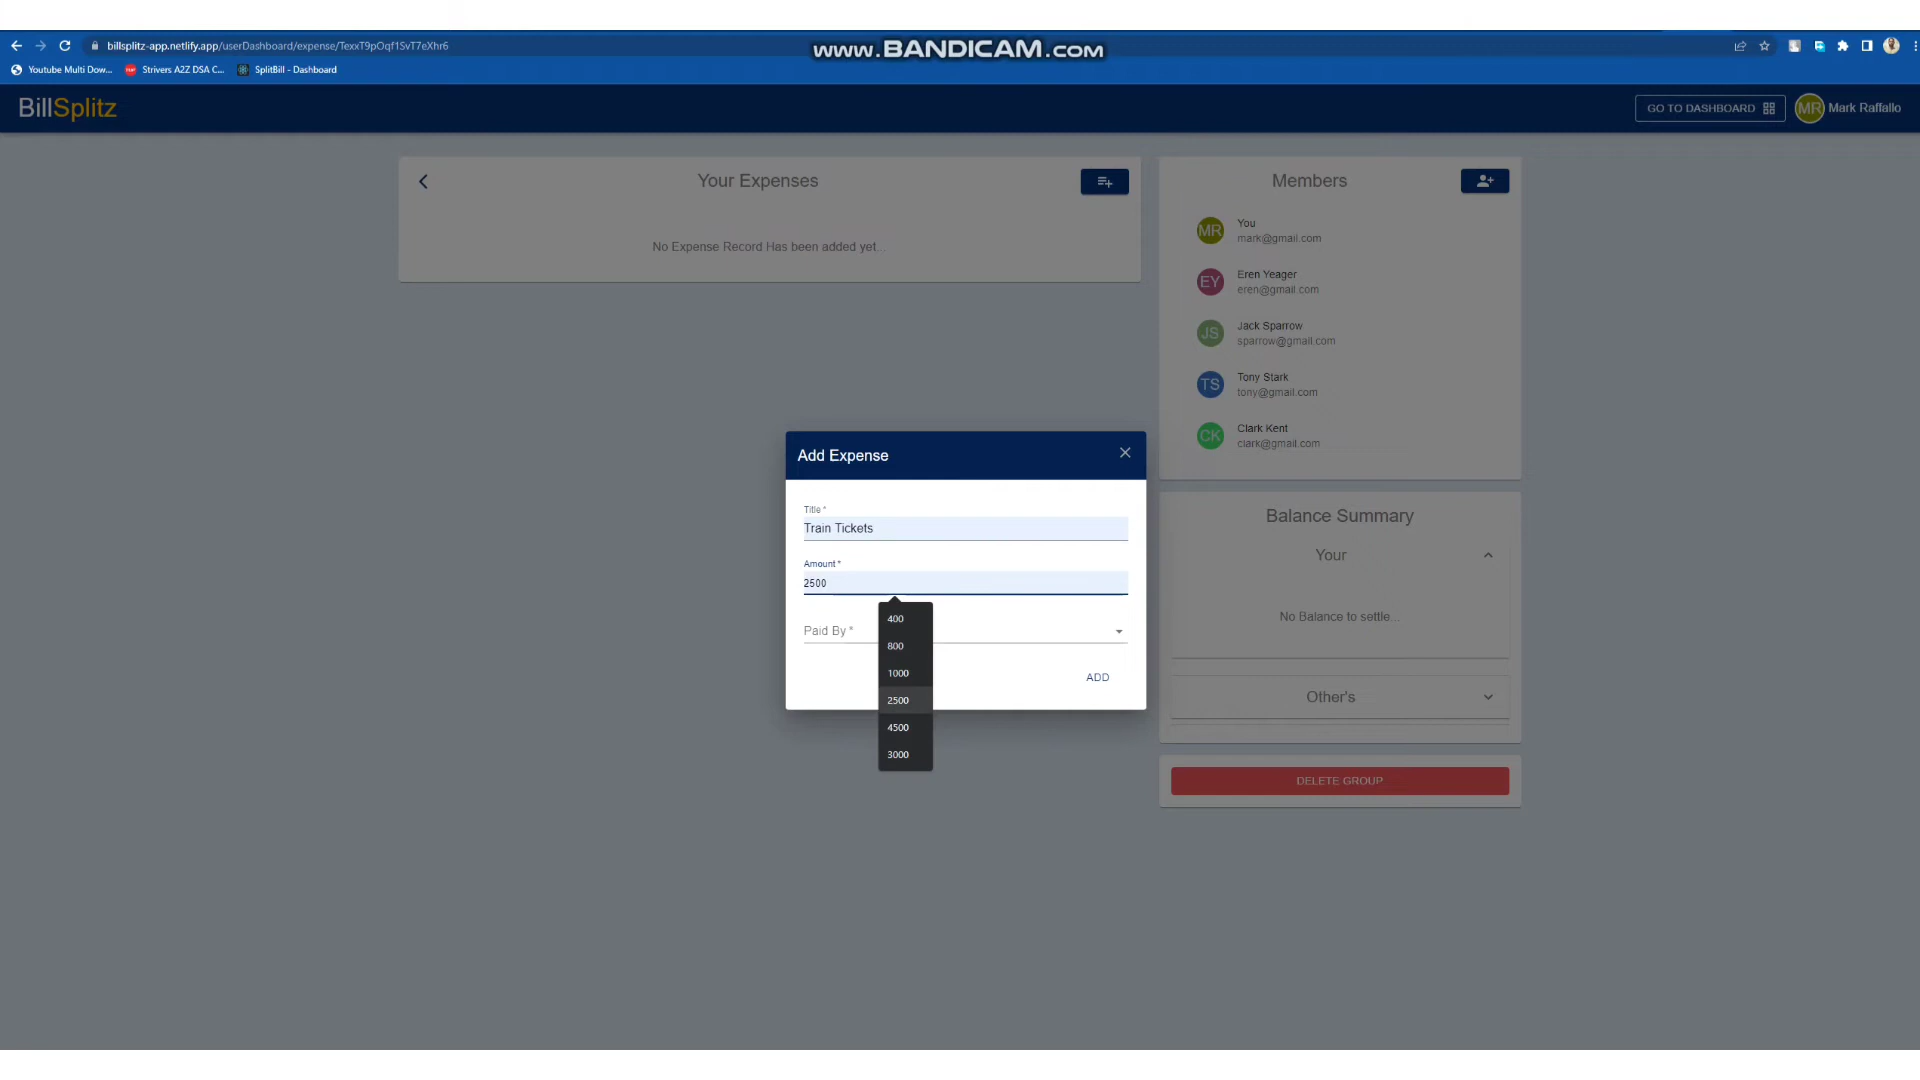 www.BANDICAM.com
billsplitz-app.netlify.app/userDashboard/expense/TexxT9pOqf1SvT7eXhr6
Youtube Multi Dow... Strivers A2Z DSA C... SplitBill - Dashboard
BillSplitz
GO TO DASHBOARD
MR Mark Raffallo
Your Expenses
No Expense Record Has been added yet...
Members
MR You
mark@gmail.com
EY Eren Yeager
eren@gmail.com
JS Jack Sparrow
sparrow@gmail.com
TS Tony Stark
tony@gmail.com
CK Clark Kent
clark@gmail.com
Add Expense
Title *
Train Tickets
Amount *
2500
Paid By *
400
800
1000
2500
4500
3000
ADD
Balance Summary
Your
No Balance to settle...
Other's
DELETE GROUP